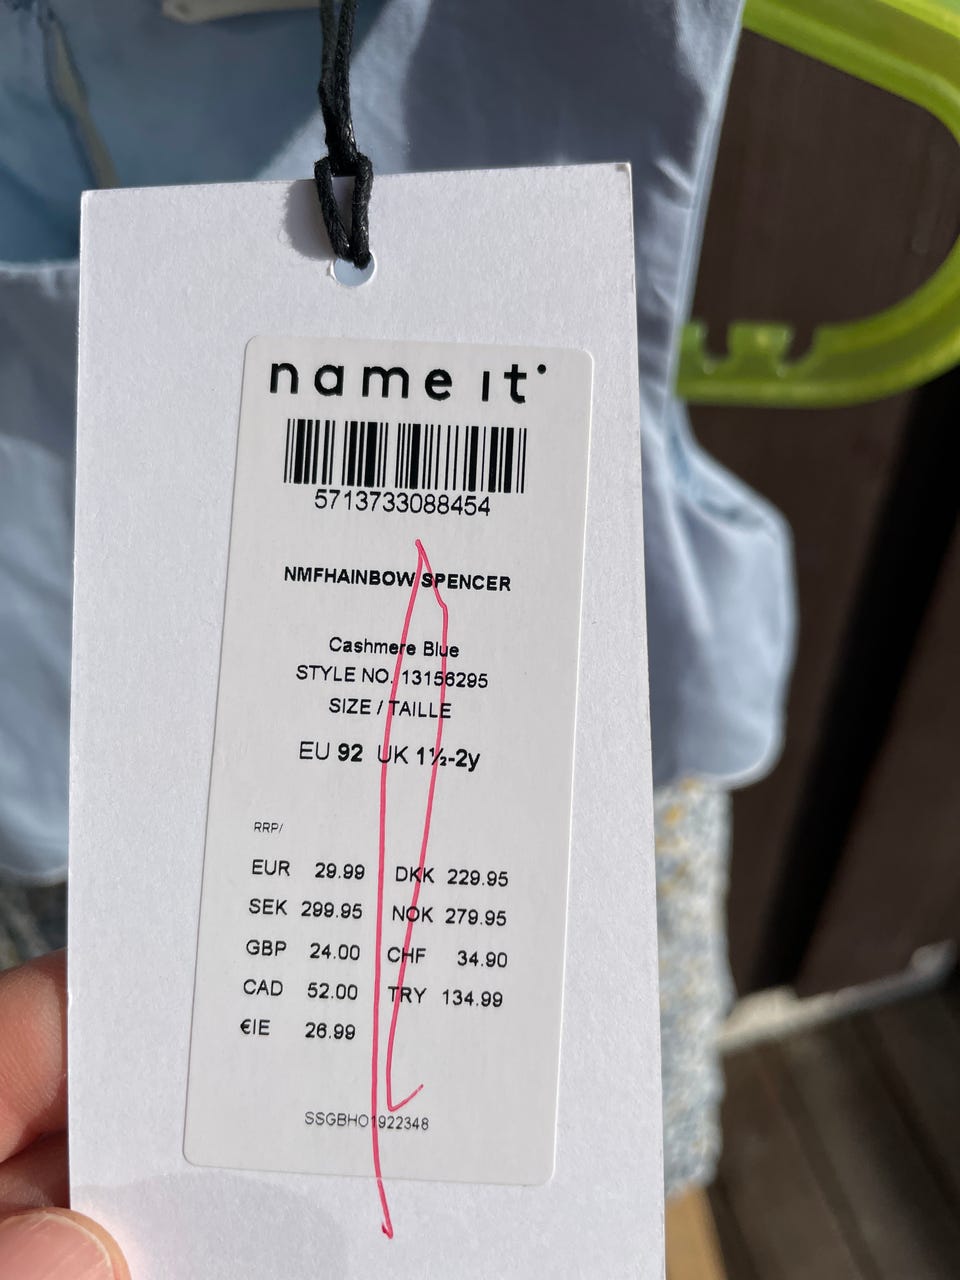 name it
5713733088454
NMFHAINBOW SPENCER
Cashmere Blue
STYLE NO. 13156295
SIZE / TAILLE
EU 92 UK 1½-2y
RRP/
EUR 29.99 DKK 229.95
SEK 299.95 NOK 279.95
GBP 24.00 CHF 34.90
CAD 52.00 TRY 134.99
€IE 26.99
SSGBHO1922348